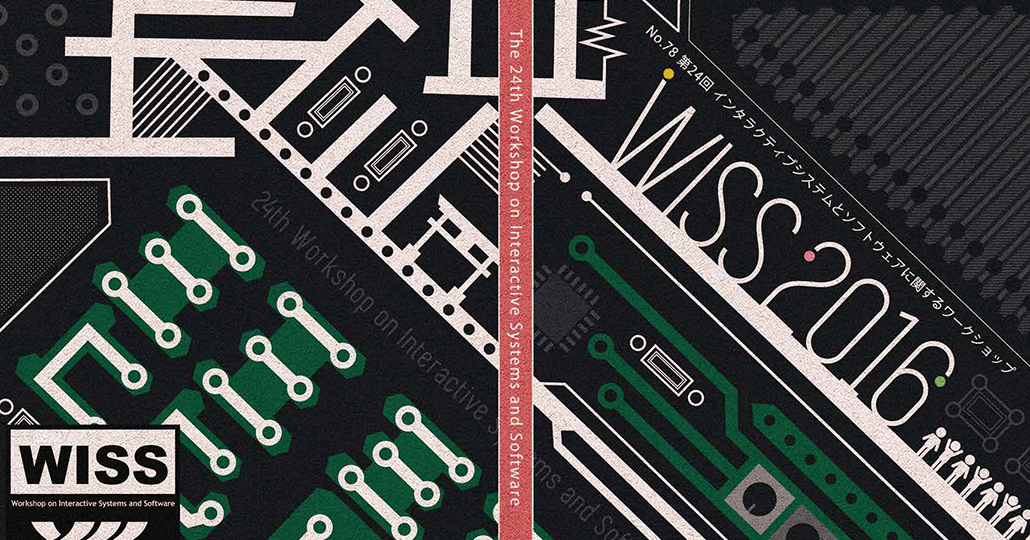 The 24th Workshop on Interactive Systems and Software
No.78 第24回 インタラクティブシステムとソフトウェアに関するワークショップ
WISS 2016
24th Workshop on Interactive Systems and Sof
WISS
Workshop on Interactive Systems and Software